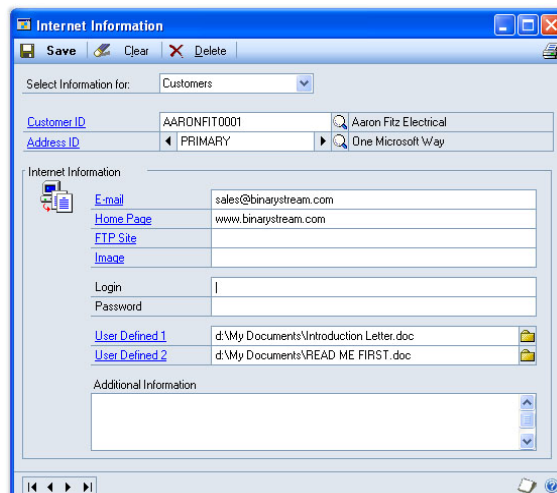 Internet Information
Save Clear Delete
Select Information for: Customers
Customer ID AARONFIT0001 Aaron Fitz Electrical
Address ID PRIMARY One Microsoft Way
Internet Information
E-mail sales@binarystream.com
Home Page www.binarystream.com
FTP Site
Image
Login
Password
User Defined 1 d:\My Documents\Introduction Letter.doc
User Defined 2 d:\My Documents\READ ME FIRST.doc
Additional Information